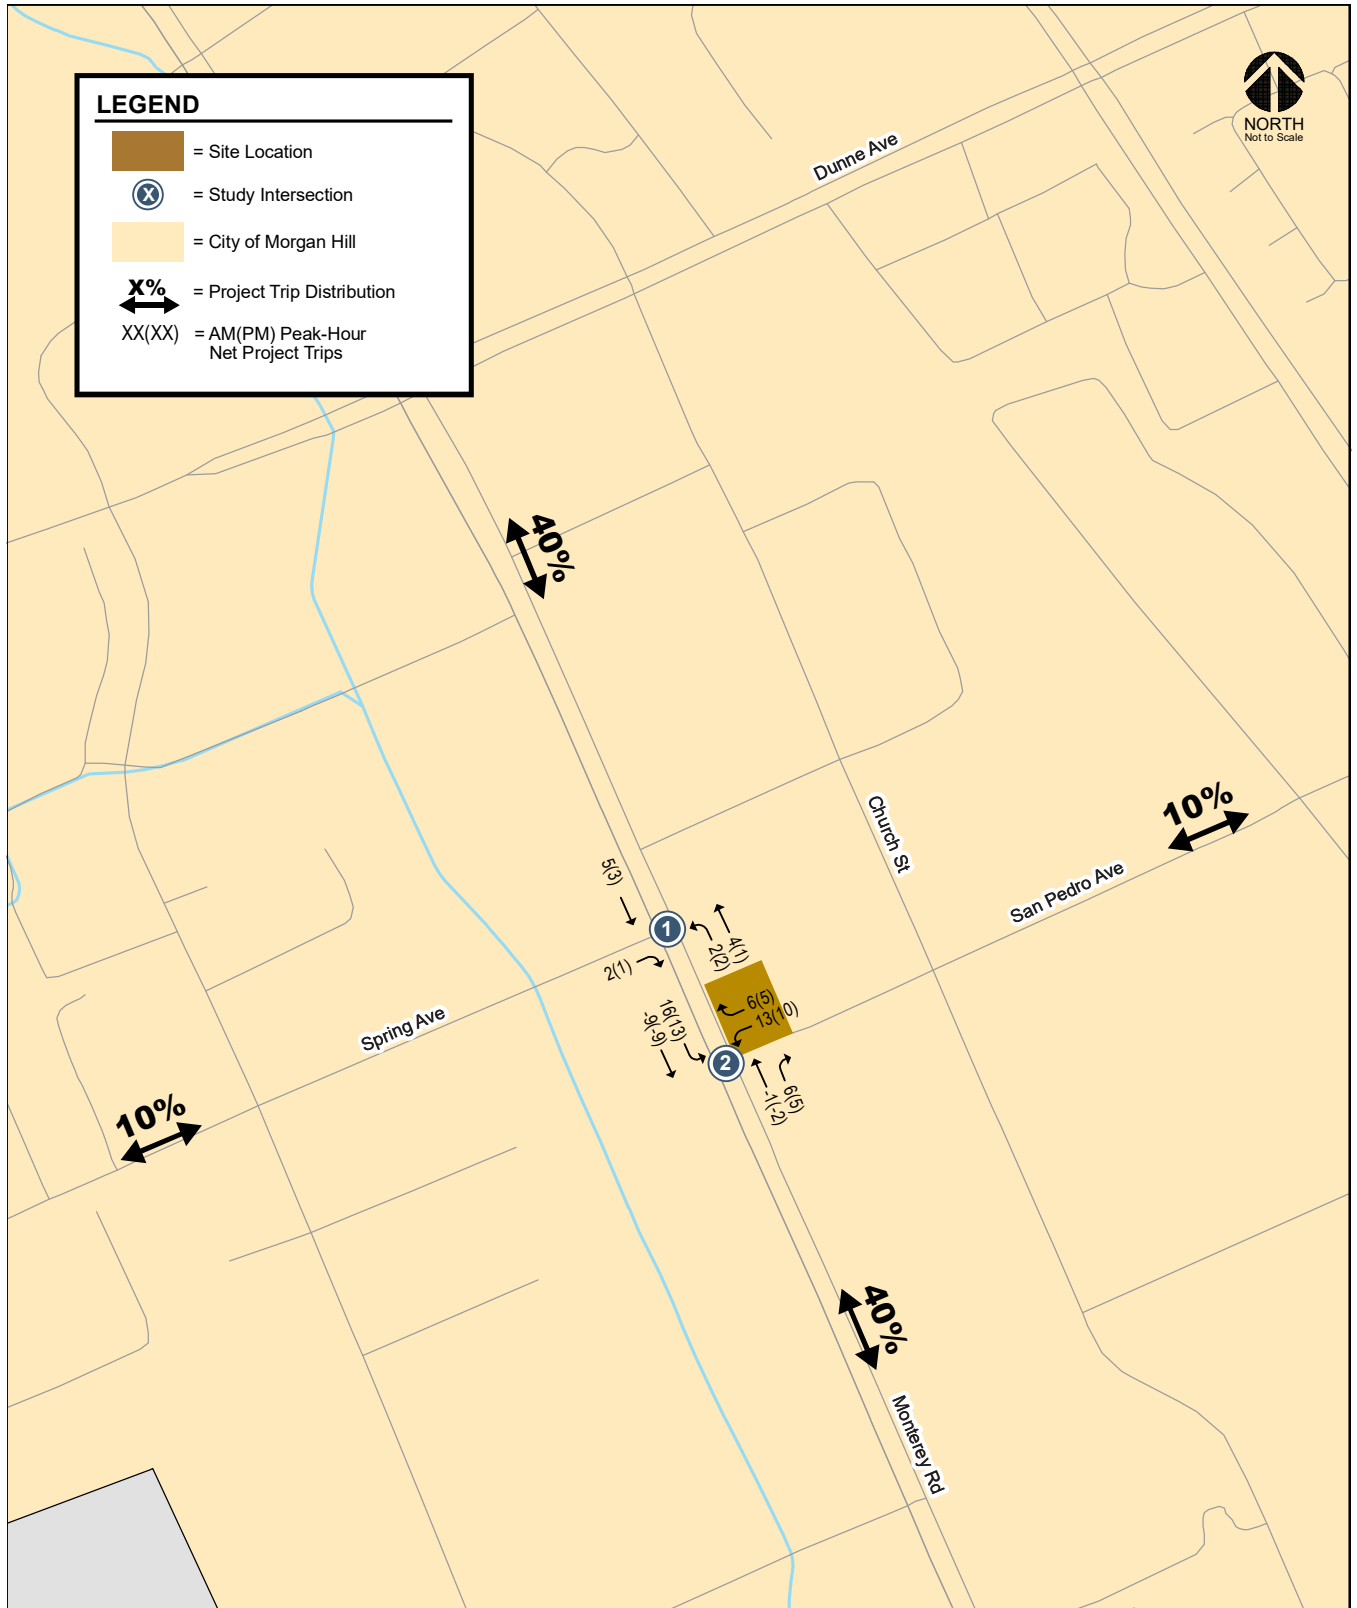 LEGEND
= Site Location
X
= Study Intersection
= City of Morgan Hill
X%
= Project Trip Distribution
XX(XX)
= AM(PM) Peak-Hour
Net Project Trips
NORTH
Not to Scale
Dunne Ave
40%
Church St
10%
San Pedro Ave
5(3)
1
2(2)
4(1)
2(1)
6(5)
13(10)
16(13)
-9(-9)
2
-1(-2)
6(5)
Spring Ave
10%
40%
Monterey Rd